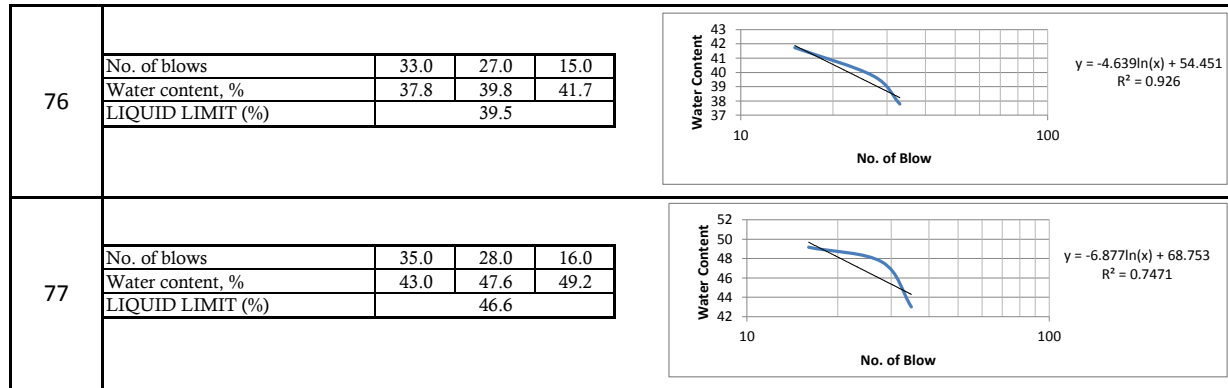 76
No. of blows 33.0 27.0 15.0
Water content, % 37.8 39.8 41.7
LIQUID LIMIT (%) 39.5
43
42
41
40
39
38
37
10 100
Water Content
No. of Blow
y = -4.639ln(x) + 54.451
R² = 0.926
77
No. of blows 35.0 28.0 16.0
Water content, % 43.0 47.6 49.2
LIQUID LIMIT (%) 46.6
52
50
48
46
44
42
10 100
Water Content
No. of Blow
y = -6.877ln(x) + 68.753
R² = 0.7471